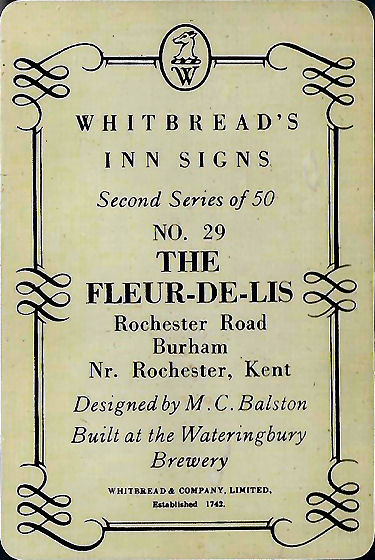 W
WHITBREAD'S
INN SIGNS
Second Series of 50
NO. 29
THE
FLEUR-DE-LIS
Rochester Road
Burham
Nr. Rochester, Kent
Designed by M.C. Balston
Built at the Wateringbury
Brewery
WHITBREAD & COMPANY, LIMITED,
Established 1742.